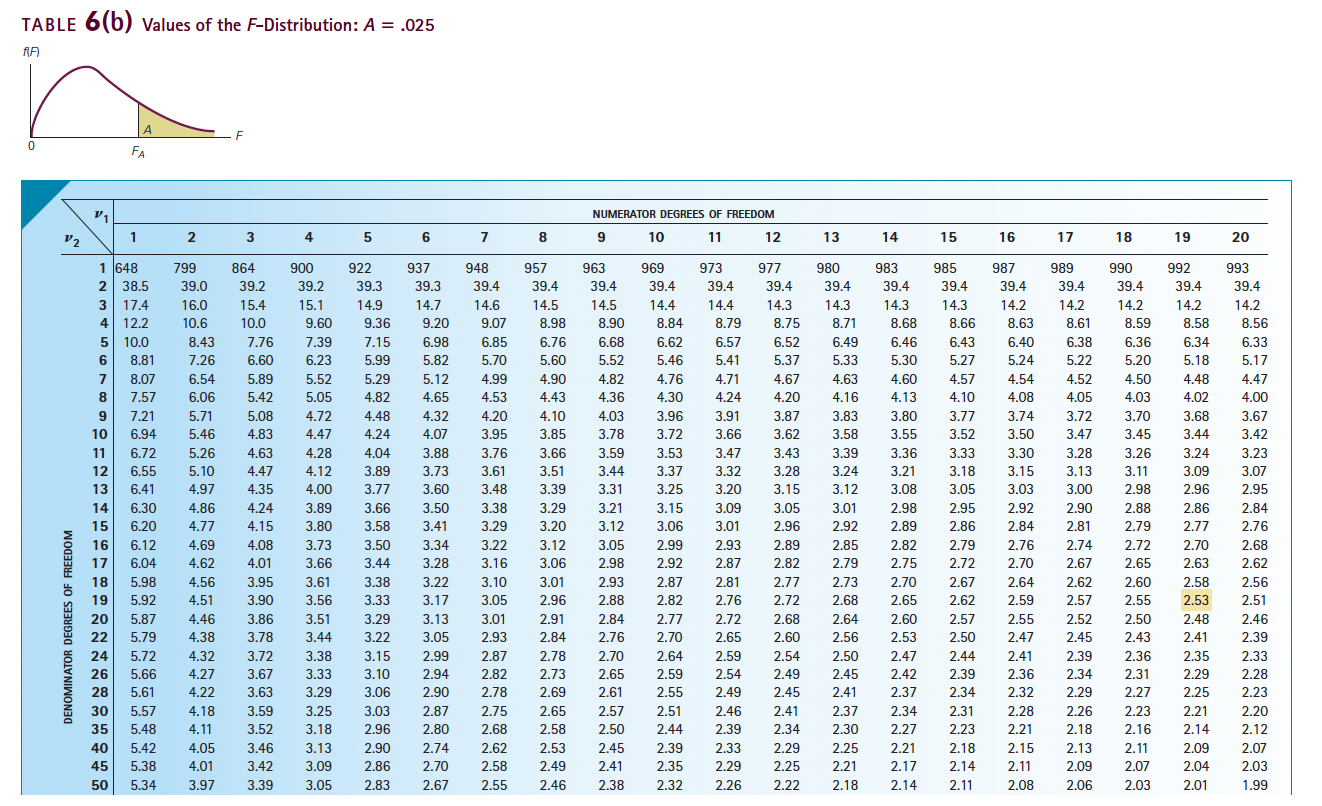 TABLE 6(b) Values of the F-Distribution: A = .025
f(F)
A
F
0
FA
ν1
NUMERATOR DEGREES OF FREEDOM
ν2 1 2 3 4 5 6 7 8 9 10 11 12 13 14 15 16 17 18 19 20
1 648 799 864 900 922 937 948 957 963 969 973 977 980 983 985 987 989 990 992 993
2 38.5 39.0 39.2 39.2 39.3 39.3 39.4 39.4 39.4 39.4 39.4 39.4 39.4 39.4 39.4 39.4 39.4 39.4 39.4 39.4
3 17.4 16.0 15.4 15.1 14.9 14.7 14.6 14.5 14.5 14.4 14.4 14.3 14.3 14.3 14.3 14.2 14.2 14.2 14.2 14.2
4 12.2 10.6 10.0 9.60 9.36 9.20 9.07 8.98 8.90 8.84 8.79 8.75 8.71 8.68 8.66 8.63 8.61 8.59 8.58 8.56
5 10.0 8.43 7.76 7.39 7.15 6.98 6.85 6.76 6.68 6.62 6.57 6.52 6.49 6.46 6.43 6.40 6.38 6.36 6.34 6.33
6 8.81 7.26 6.60 6.23 5.99 5.82 5.70 5.60 5.52 5.46 5.41 5.37 5.33 5.30 5.27 5.24 5.22 5.20 5.18 5.17
7 8.07 6.54 5.89 5.52 5.29 5.12 4.99 4.90 4.82 4.76 4.71 4.67 4.63 4.60 4.57 4.54 4.52 4.50 4.48 4.47
8 7.57 6.06 5.42 5.05 4.82 4.65 4.53 4.43 4.36 4.30 4.24 4.20 4.16 4.13 4.10 4.08 4.05 4.03 4.02 4.00
9 7.21 5.71 5.08 4.72 4.48 4.32 4.20 4.10 4.03 3.96 3.91 3.87 3.83 3.80 3.77 3.74 3.72 3.70 3.68 3.67
10 6.94 5.46 4.83 4.47 4.24 4.07 3.95 3.85 3.78 3.72 3.66 3.62 3.58 3.55 3.52 3.50 3.47 3.45 3.44 3.42
11 6.72 5.26 4.63 4.28 4.04 3.88 3.76 3.66 3.59 3.53 3.47 3.43 3.39 3.36 3.33 3.30 3.28 3.26 3.24 3.23
12 6.55 5.10 4.47 4.12 3.89 3.73 3.61 3.51 3.44 3.37 3.32 3.28 3.24 3.21 3.18 3.15 3.13 3.11 3.09 3.07
13 6.41 4.97 4.35 4.00 3.77 3.60 3.48 3.39 3.31 3.25 3.20 3.15 3.12 3.08 3.05 3.03 3.00 2.98 2.96 2.95
14 6.30 4.86 4.24 3.89 3.66 3.50 3.38 3.29 3.21 3.15 3.09 3.05 3.01 2.98 2.95 2.92 2.90 2.88 2.86 2.84
15 6.20 4.77 4.15 3.80 3.58 3.41 3.29 3.20 3.12 3.06 3.01 2.96 2.92 2.89 2.86 2.84 2.81 2.79 2.77 2.76
16 6.12 4.69 4.08 3.73 3.50 3.34 3.22 3.12 3.05 2.99 2.93 2.89 2.85 2.82 2.79 2.76 2.74 2.72 2.70 2.68
17 6.04 4.62 4.01 3.66 3.44 3.28 3.16 3.06 2.98 2.92 2.87 2.82 2.79 2.75 2.72 2.70 2.67 2.65 2.63 2.62
18 5.98 4.56 3.95 3.61 3.38 3.22 3.10 3.01 2.93 2.87 2.81 2.77 2.73 2.70 2.67 2.64 2.62 2.60 2.58 2.56
19 5.92 4.51 3.90 3.56 3.33 3.17 3.05 2.96 2.88 2.82 2.76 2.72 2.68 2.65 2.62 2.59 2.57 2.55 2.53 2.51
20 5.87 4.46 3.86 3.51 3.29 3.13 3.01 2.91 2.84 2.77 2.72 2.68 2.64 2.60 2.57 2.55 2.52 2.50 2.48 2.46
22 5.79 4.38 3.78 3.44 3.22 3.05 2.93 2.84 2.76 2.70 2.65 2.60 2.56 2.53 2.50 2.47 2.45 2.43 2.41 2.39
24 5.72 4.32 3.72 3.38 3.15 2.99 2.87 2.78 2.70 2.64 2.59 2.54 2.50 2.47 2.44 2.41 2.39 2.36 2.35 2.33
26 5.66 4.27 3.67 3.33 3.10 2.94 2.82 2.73 2.65 2.59 2.54 2.49 2.45 2.42 2.39 2.36 2.34 2.31 2.29 2.28
28 5.61 4.22 3.63 3.29 3.06 2.90 2.78 2.69 2.61 2.55 2.49 2.45 2.41 2.37 2.34 2.32 2.29 2.27 2.25 2.23
30 5.57 4.18 3.59 3.25 3.03 2.87 2.75 2.65 2.57 2.51 2.46 2.41 2.37 2.34 2.31 2.28 2.26 2.23 2.21 2.20
35 5.48 4.11 3.52 3.18 2.96 2.80 2.68 2.58 2.50 2.44 2.39 2.34 2.30 2.27 2.23 2.21 2.18 2.16 2.14 2.12
40 5.42 4.05 3.46 3.13 2.90 2.74 2.62 2.53 2.45 2.39 2.33 2.29 2.25 2.21 2.18 2.15 2.13 2.11 2.09 2.07
45 5.38 4.01 3.42 3.09 2.86 2.70 2.58 2.49 2.41 2.35 2.29 2.25 2.21 2.17 2.14 2.11 2.09 2.07 2.04 2.03
50 5.34 3.97 3.39 3.05 2.83 2.67 2.55 2.46 2.38 2.32 2.26 2.22 2.18 2.14 2.11 2.08 2.06 2.03 2.01 1.99
DENOMINATOR DEGREES OF FREEDOM